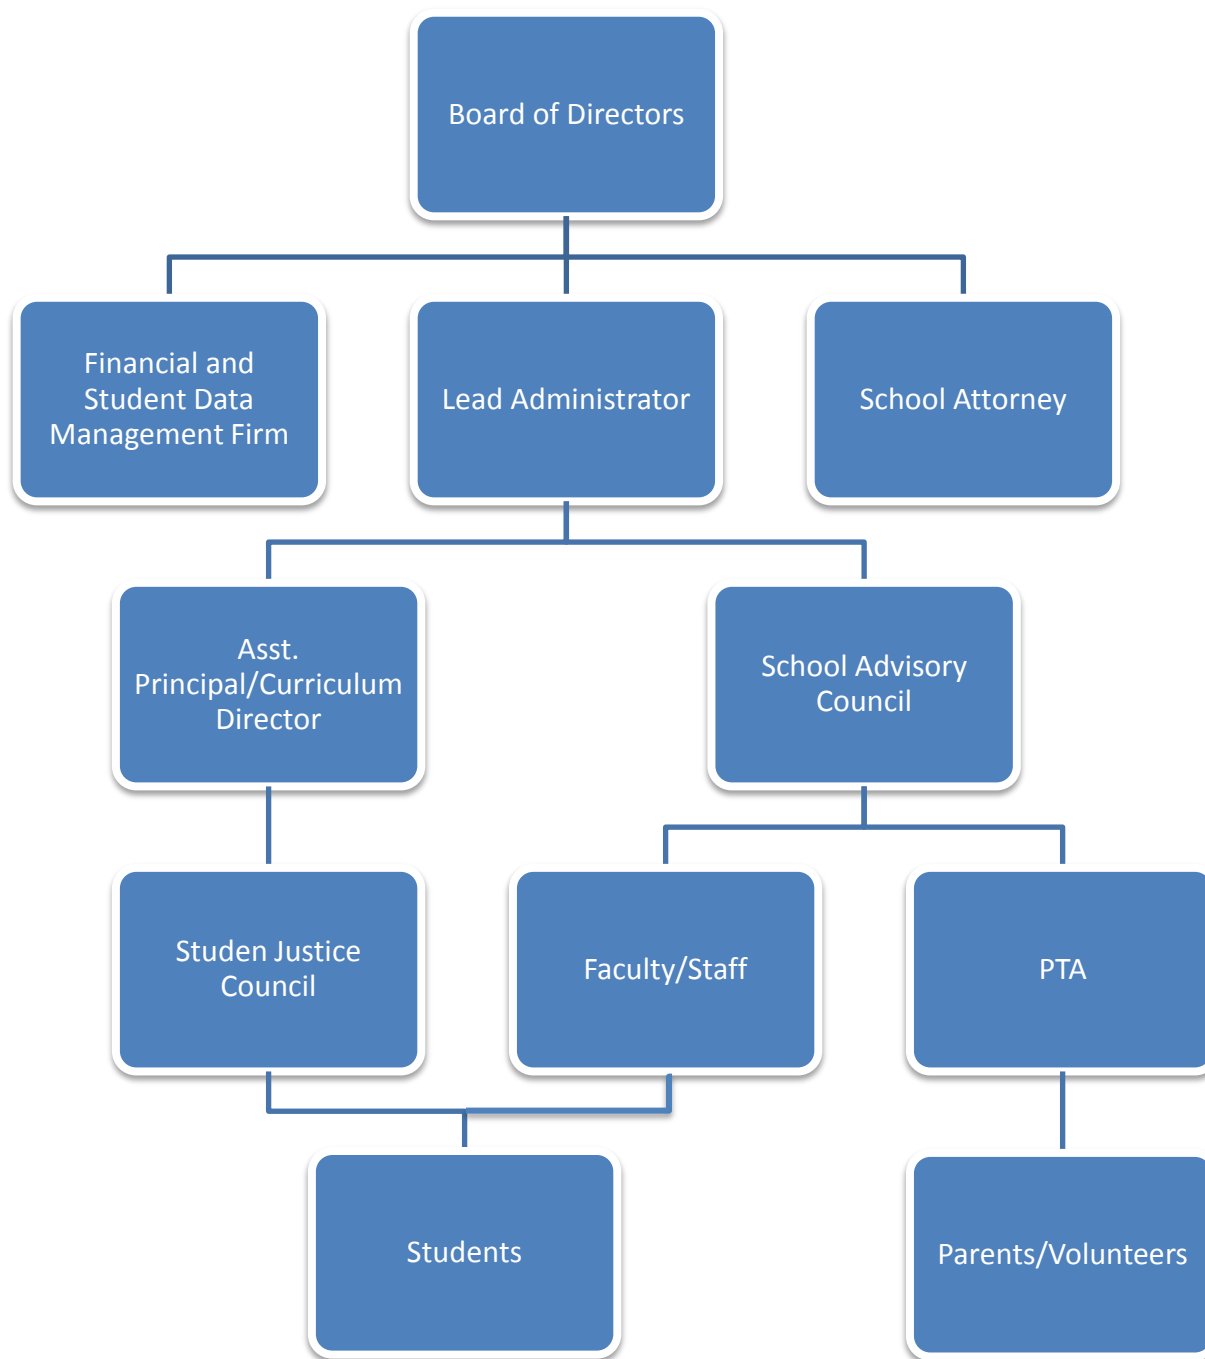 Board of Directors
Financial and
Student Data
Management Firm
Lead Administrator
School Attorney
Asst.
Principal/Curriculum
Director
School Advisory
Council
Studen Justice
Council
Faculty/Staff
PTA
Students
Parents/Volunteers